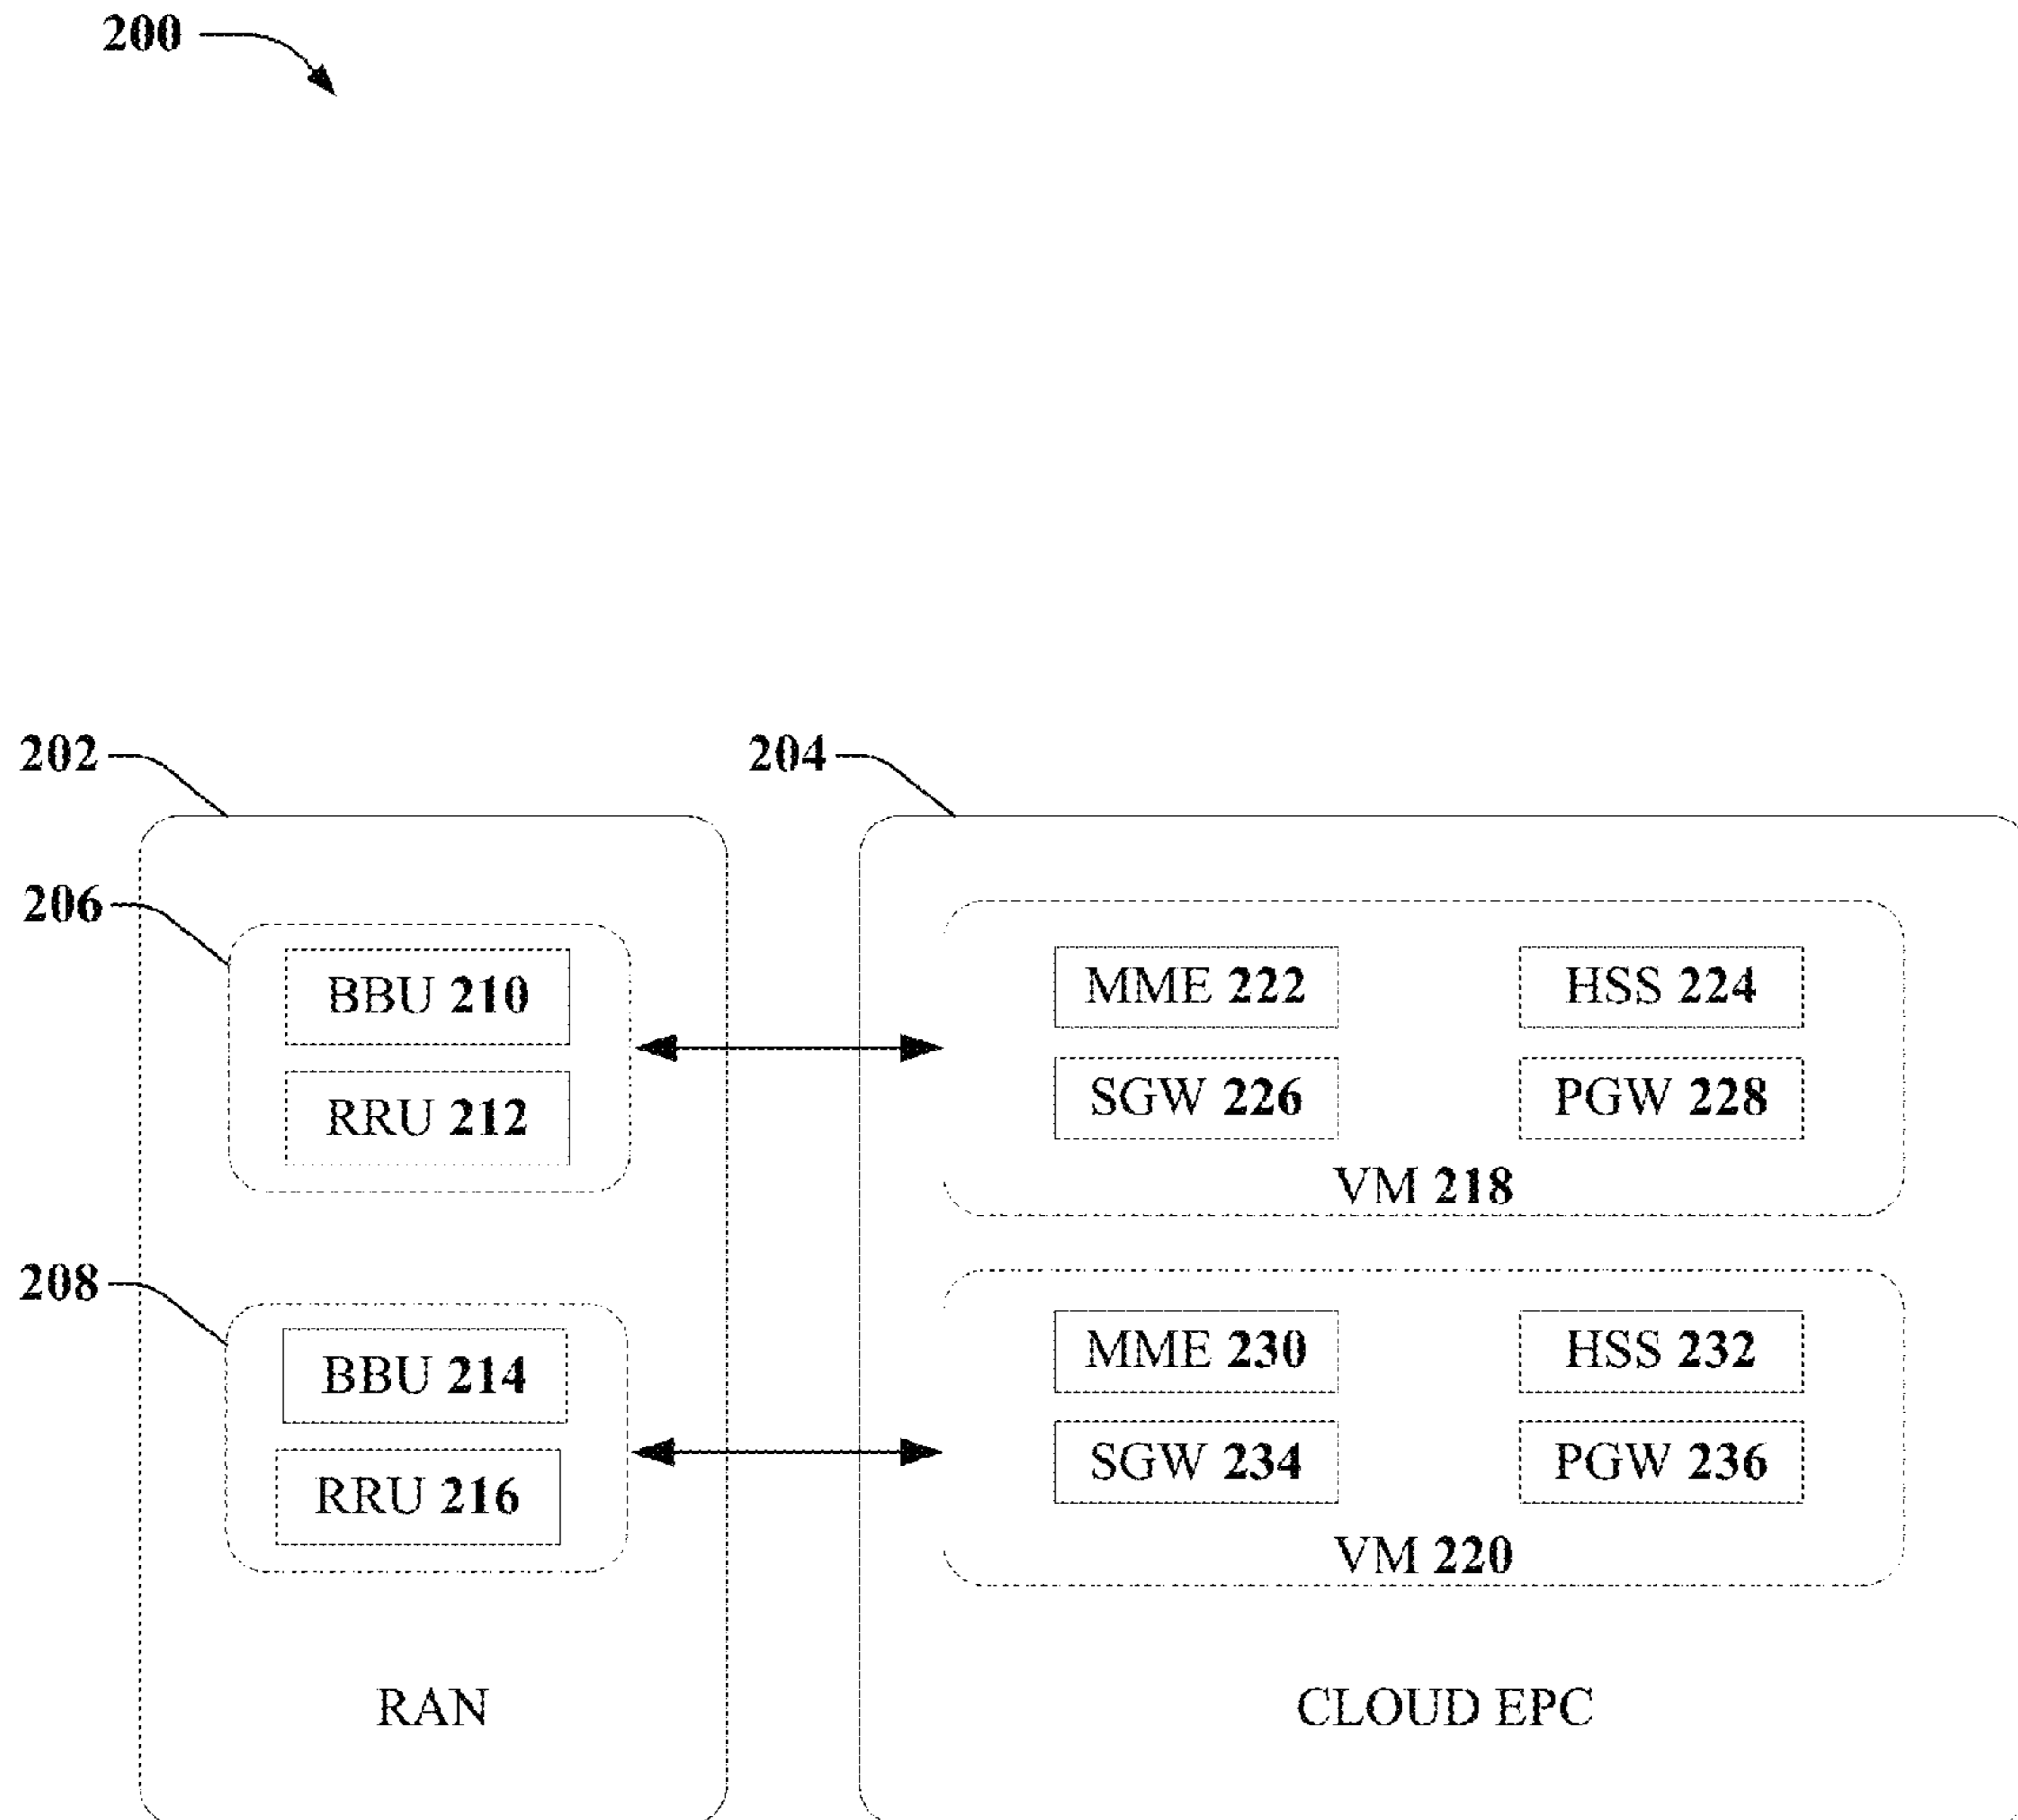 200
202
204
206
BBU 210
RRU 212
MME 222
HSS 224
SGW 226
PGW 228
VM 218
208
BBU 214
RRU 216
MME 230
HSS 232
SGW 234
PGW 236
VM 220
RAN
CLOUD EPC